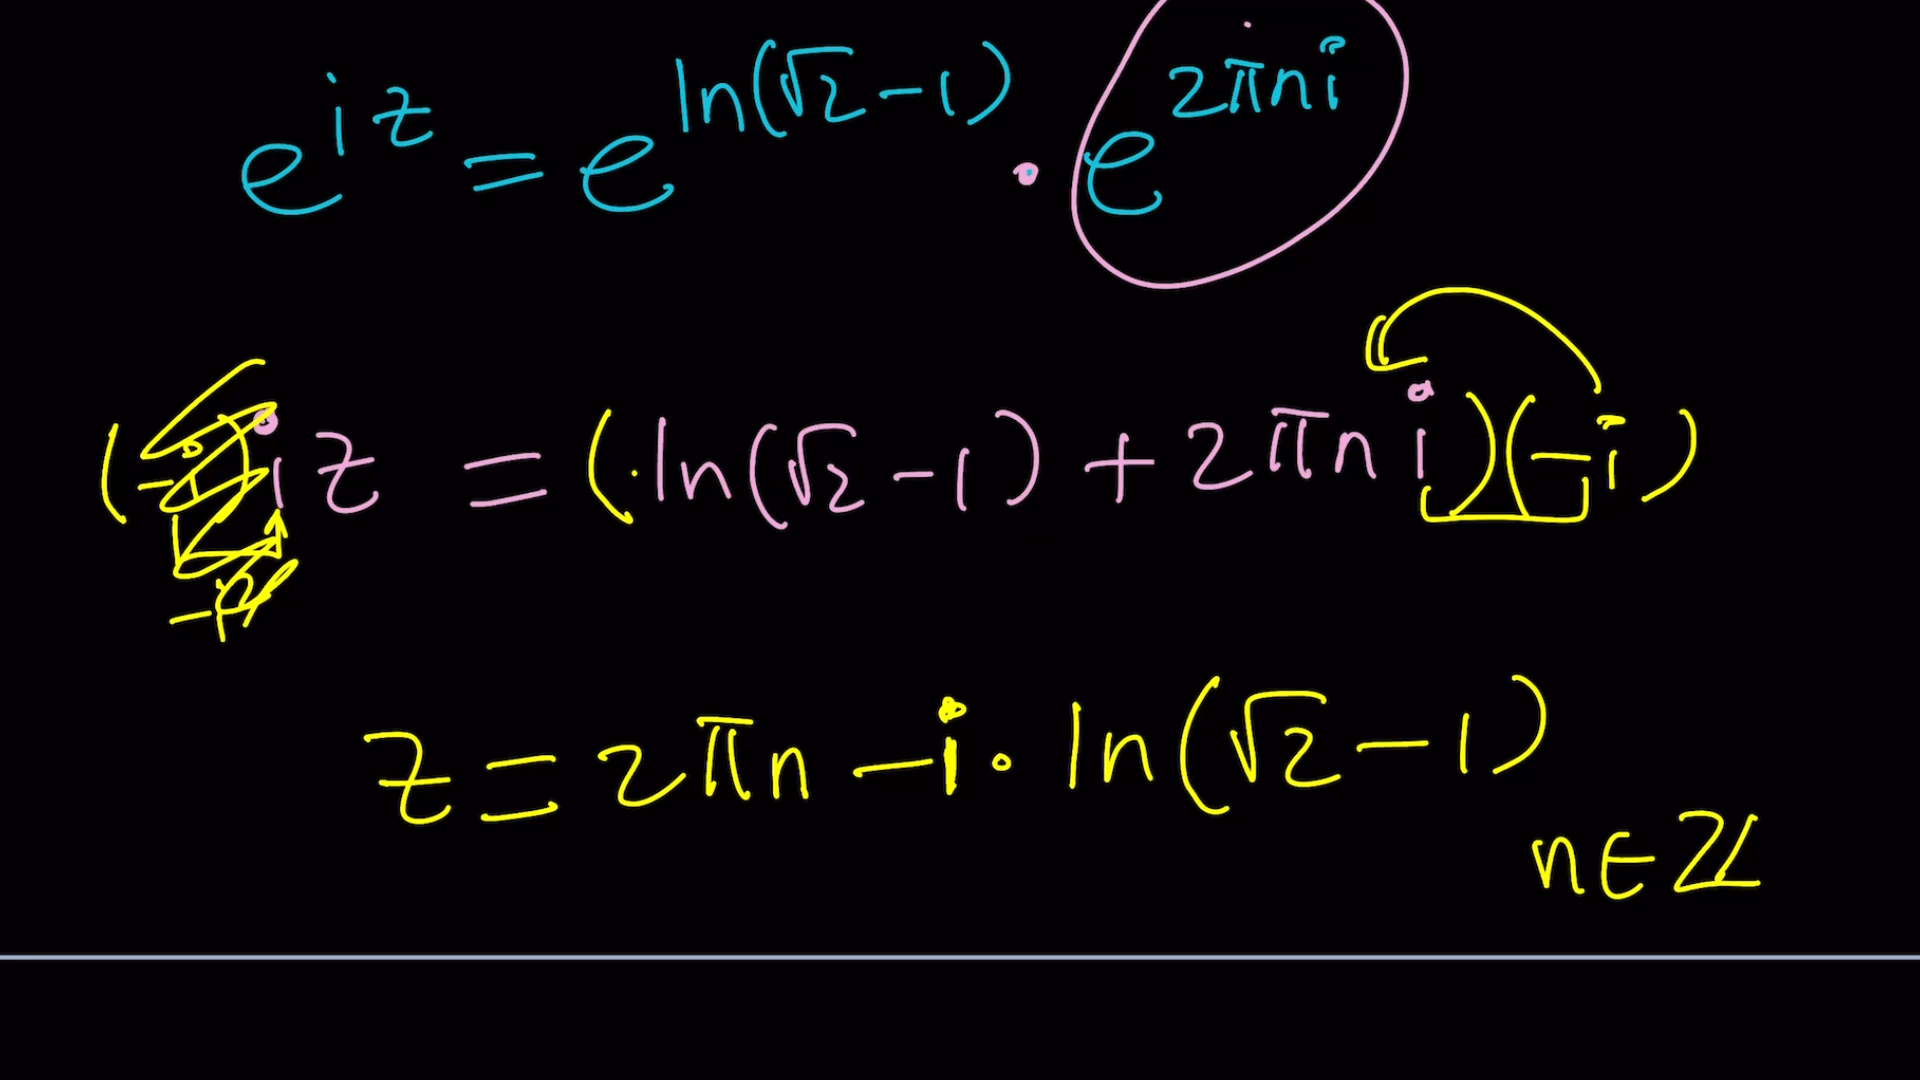 e^{iz} = e^{ln(√2-1)} · e^{2πni}
(-i)iz = (ln(√2-1) + 2πni)(-i)
z = 2πn - i · ln(√2-1)
n∈ℤ